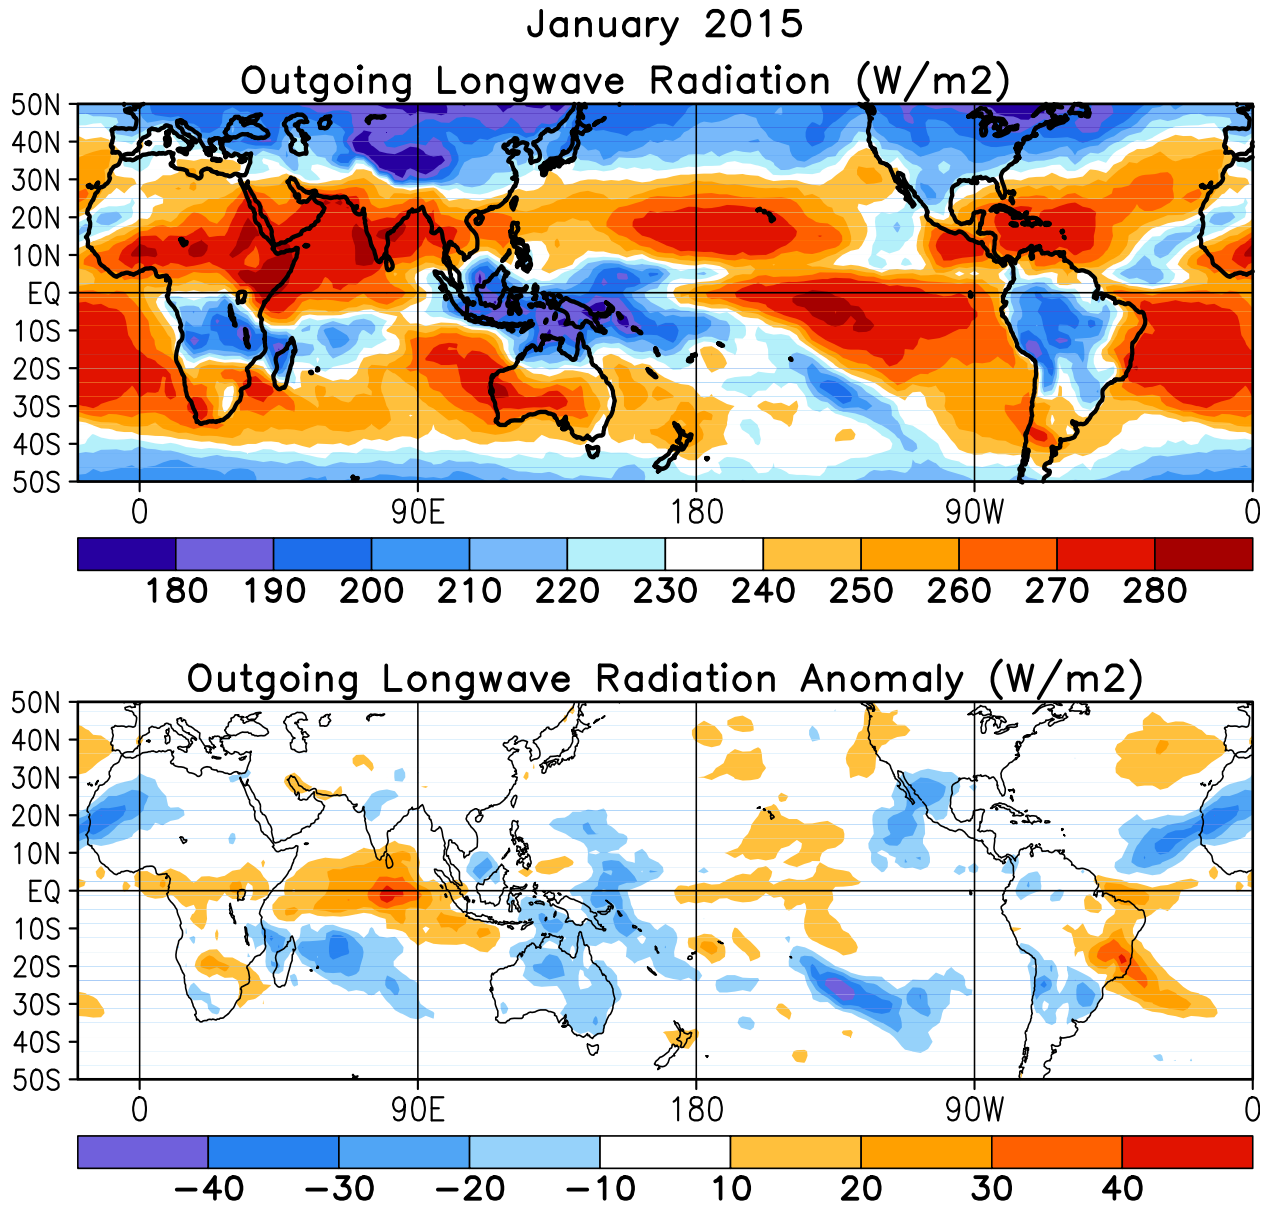 January 2015
Outgoing Longwave Radiation (W/m2)
50N
40N
30N
20N
10N
EQ
10S
20S
30S
40S
50S
0 90E 180 90W 0
180 190 200 210 220 230 240 250 260 270 280
Outgoing Longwave Radiation Anomaly (W/m2)
50N
40N
30N
20N
10N
EQ
10S
20S
30S
40S
50S
0 90E 180 90W 0
−40 −30 −20 −10 10 20 30 40